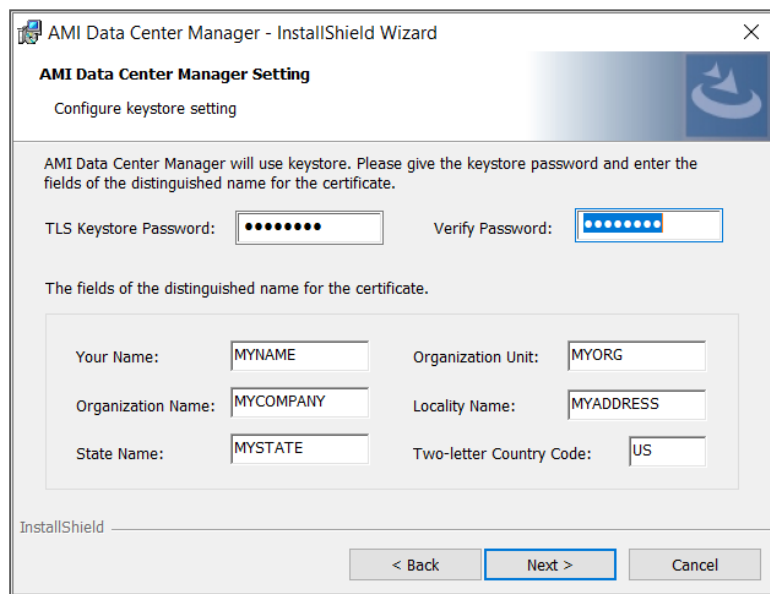 AMI Data Center Manager - InstallShield Wizard
AMI Data Center Manager Setting
Configure keystore setting
AMI Data Center Manager will use keystore. Please give the keystore password and enter the
fields of the distinguished name for the certificate.
TLS Keystore Password: •••••••• Verify Password: ••••••••
The fields of the distinguished name for the certificate.
Your Name: MYNAME Organization Unit: MYORG
Organization Name: MYCOMPANY Locality Name: MYADDRESS
State Name: MYSTATE Two-letter Country Code: US
InstallShield
< Back Next > Cancel